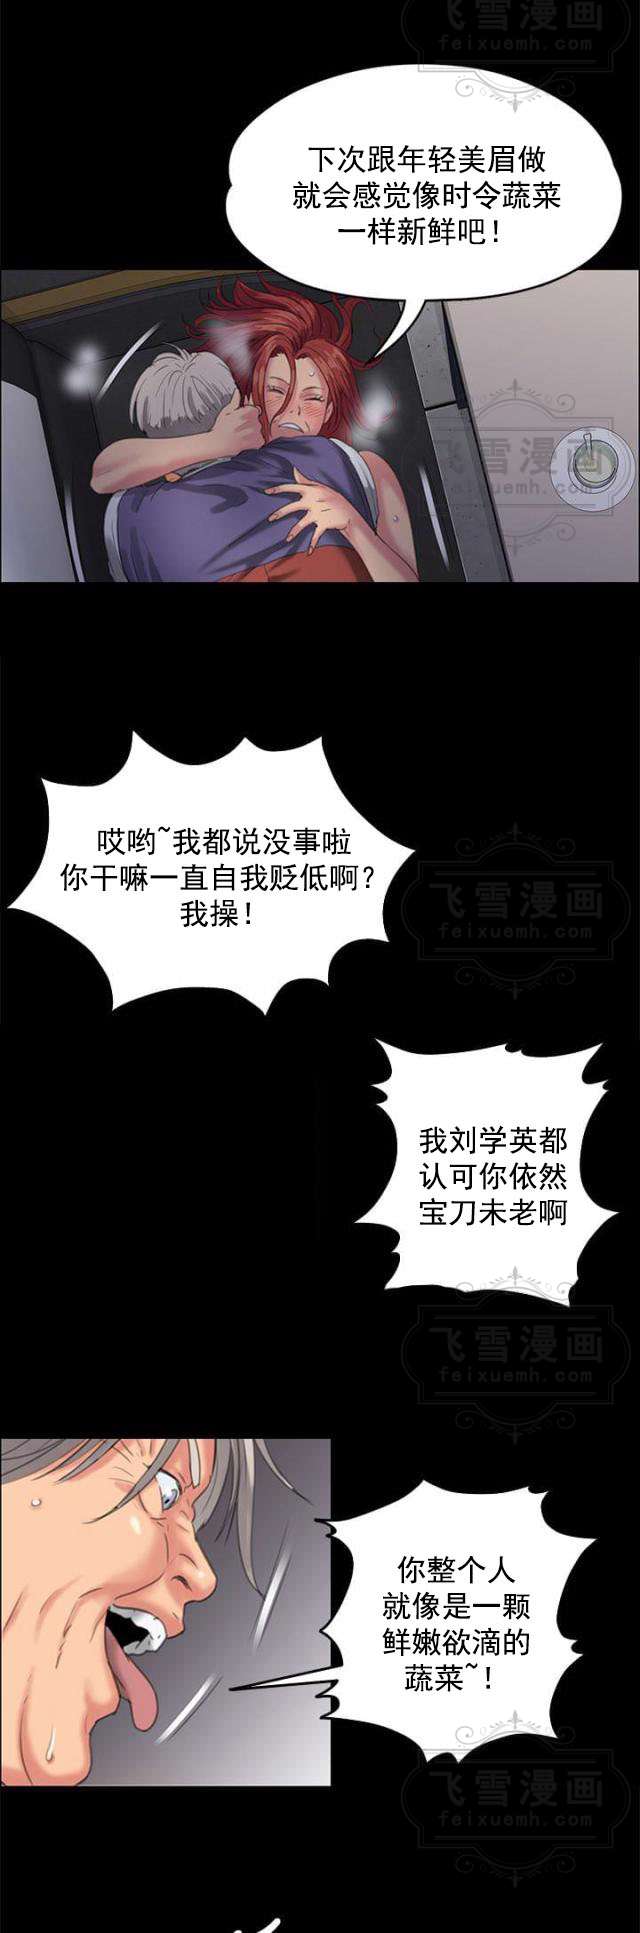 飞雪漫画
feixuemh.com
下次跟年轻美眉做
就会感觉像时令蔬菜
一样新鲜吧！
飞雪漫画
feixuemh.com
哎哟~我都说没事啦
你干嘛一直自我贬低啊？
我操！
飞雪漫画
feixuemh.com
我刘学英都
认可你依然
宝刀未老啊
飞雪漫画
feixuemh.com
你整个人
就像是一颗
鲜嫩欲滴的
蔬菜~！
飞雪漫画
feixuemh.com